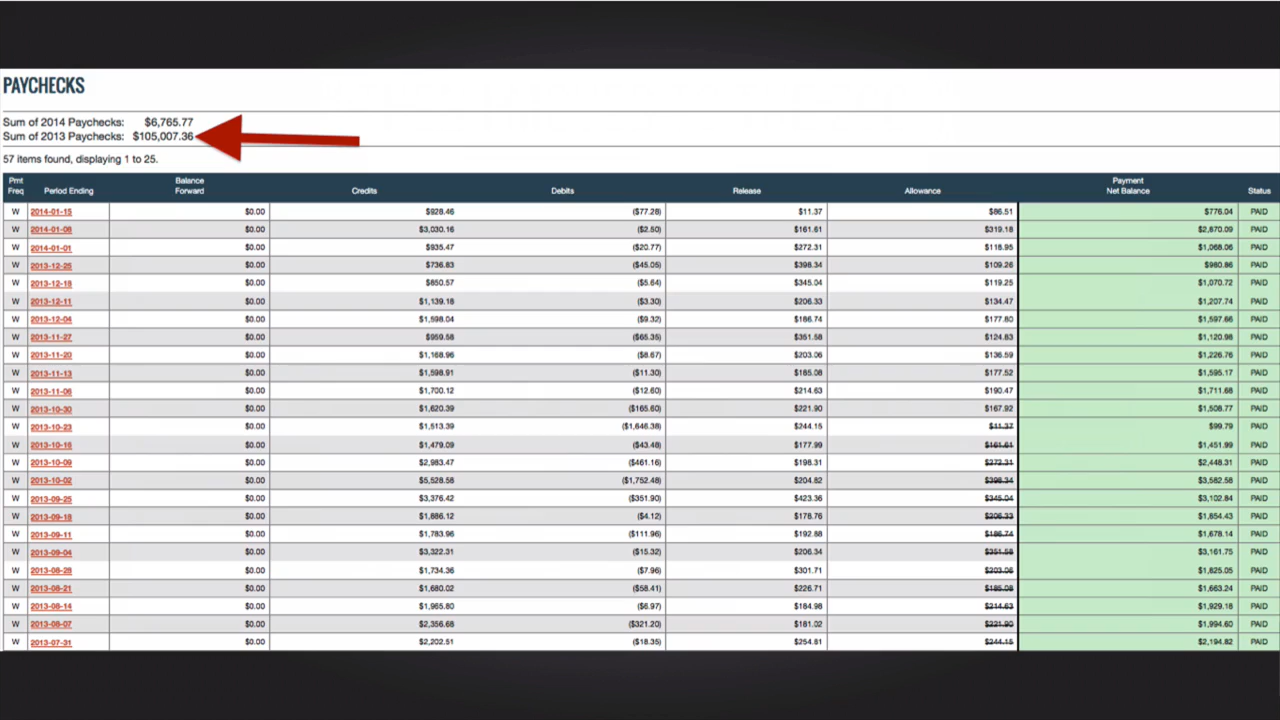 PAYCHECKS
Sum of 2014 Paychecks: $6,765.77
Sum of 2013 Paychecks: $105,007.36
57 items found, displaying 1 to 25.
Pmt Freq Period Ending Balance Forward Credits Debits Release Allowance Payment Net Balance Status
W 2014-01-15 $0.00 $928.46 ($77.28) $11.37 $86.51 $776.04 PAID
W 2014-01-08 $0.00 $3,030.16 ($2.50) $161.61 $319.18 $2,870.09 PAID
W 2014-01-01 $0.00 $935.47 ($20.77) $272.31 $118.95 $1,068.06 PAID
W 2013-12-25 $0.00 $736.83 ($45.05) $398.34 $109.26 $980.86 PAID
W 2013-12-18 $0.00 $850.57 ($5.64) $345.04 $119.25 $1,070.72 PAID
W 2013-12-11 $0.00 $1,139.18 ($3.30) $206.33 $134.47 $1,207.74 PAID
W 2013-12-04 $0.00 $1,598.04 ($9.32) $186.74 $177.80 $1,597.66 PAID
W 2013-11-27 $0.00 $959.58 ($65.35) $351.58 $124.83 $1,120.98 PAID
W 2013-11-20 $0.00 $1,168.96 ($8.67) $203.06 $136.59 $1,226.76 PAID
W 2013-11-13 $0.00 $1,598.91 ($11.30) $185.08 $177.52 $1,595.17 PAID
W 2013-11-06 $0.00 $1,700.12 ($12.60) $214.63 $190.47 $1,711.68 PAID
W 2013-10-30 $0.00 $1,620.39 ($165.60) $221.90 $167.92 $1,508.77 PAID
W 2013-10-23 $0.00 $1,513.39 ($1,646.38) $244.15 $11.37 $99.79 PAID
W 2013-10-16 $0.00 $1,479.09 ($43.48) $177.99 $161.61 $1,451.99 PAID
W 2013-10-09 $0.00 $2,983.47 ($461.16) $198.31 $272.31 $2,448.31 PAID
W 2013-10-02 $0.00 $5,528.58 ($1,752.48) $204.82 $398.34 $3,582.58 PAID
W 2013-09-25 $0.00 $3,376.42 ($351.90) $423.36 $345.04 $3,102.84 PAID
W 2013-09-18 $0.00 $1,686.12 ($4.12) $178.76 $206.33 $1,654.43 PAID
W 2013-09-11 $0.00 $1,783.96 ($111.96) $192.88 $186.74 $1,678.14 PAID
W 2013-09-04 $0.00 $3,322.31 ($15.32) $206.34 $351.58 $3,161.75 PAID
W 2013-08-28 $0.00 $1,734.36 ($7.96) $301.71 $203.06 $1,825.05 PAID
W 2013-08-21 $0.00 $1,680.02 ($58.41) $226.71 $185.08 $1,663.24 PAID
W 2013-08-14 $0.00 $1,965.80 ($6.97) $184.98 $214.63 $1,929.18 PAID
W 2013-08-07 $0.00 $2,356.68 ($321.20) $181.02 $221.90 $1,994.60 PAID
W 2013-07-31 $0.00 $2,202.51 ($18.35) $254.81 $244.15 $2,194.82 PAID